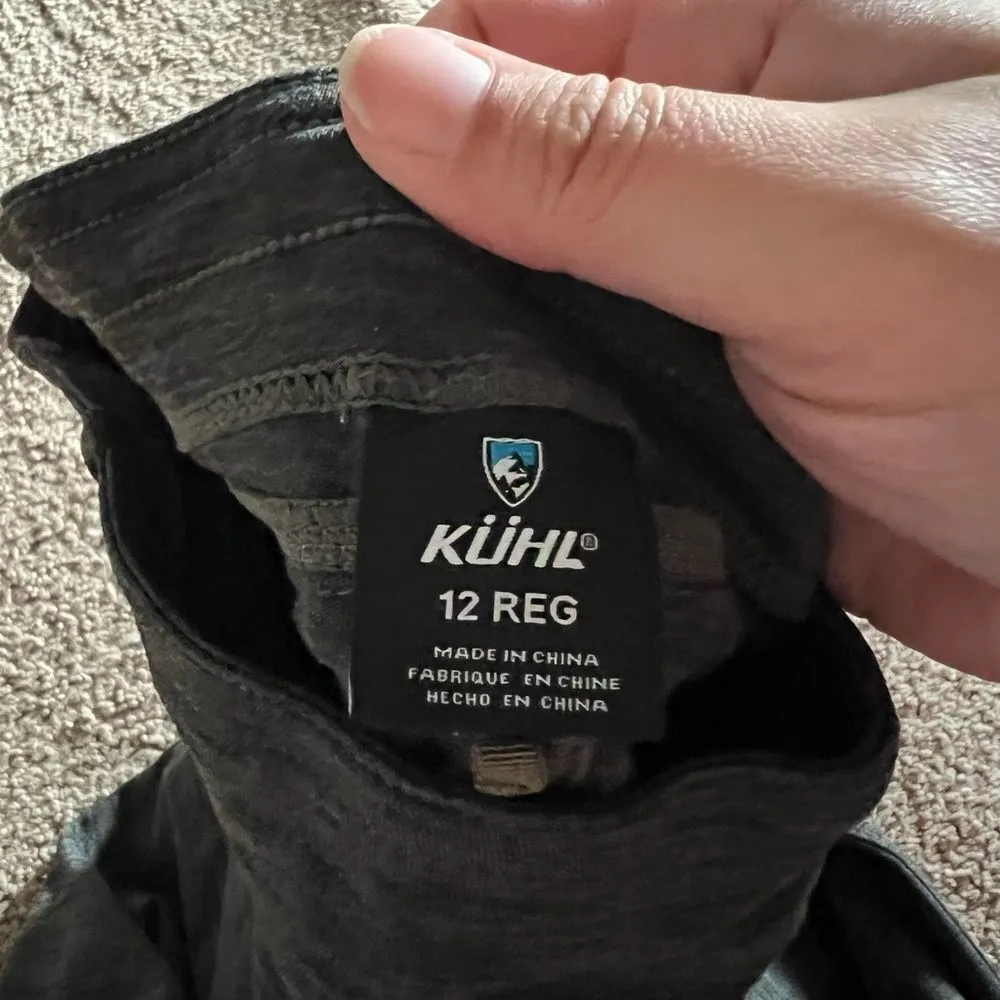 KÜHL®
12 REG
MADE IN CHINA
FABRIQUE EN CHINE
HECHO EN CHINA